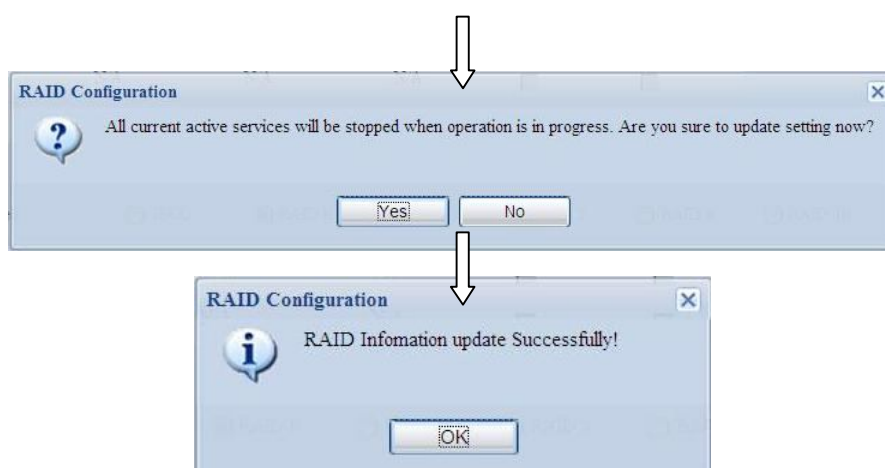 RAID Configuration
All current active services will be stopped when operation is in progress. Are you sure to update setting now?
Yes
No
RAID Configuration
RAID Infomation update Successfully!
OK